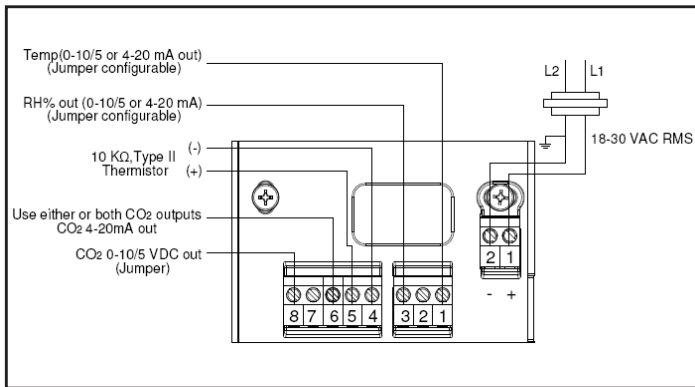 Temp(0-10/5 or 4-20 mA out)
(Jumper configurable)
RH% out (0-10/5 or 4-20 mA)
(Jumper configurable)
10 KΩ,Type II (-)
Thermistor (+)
Use either or both CO₂ outputs
CO₂ 4-20mA out
CO₂ 0-10/5 VDC out
(Jumper)
L2 L1
18-30 VAC RMS
2 1
- +
8 7 6 5 4 3 2 1